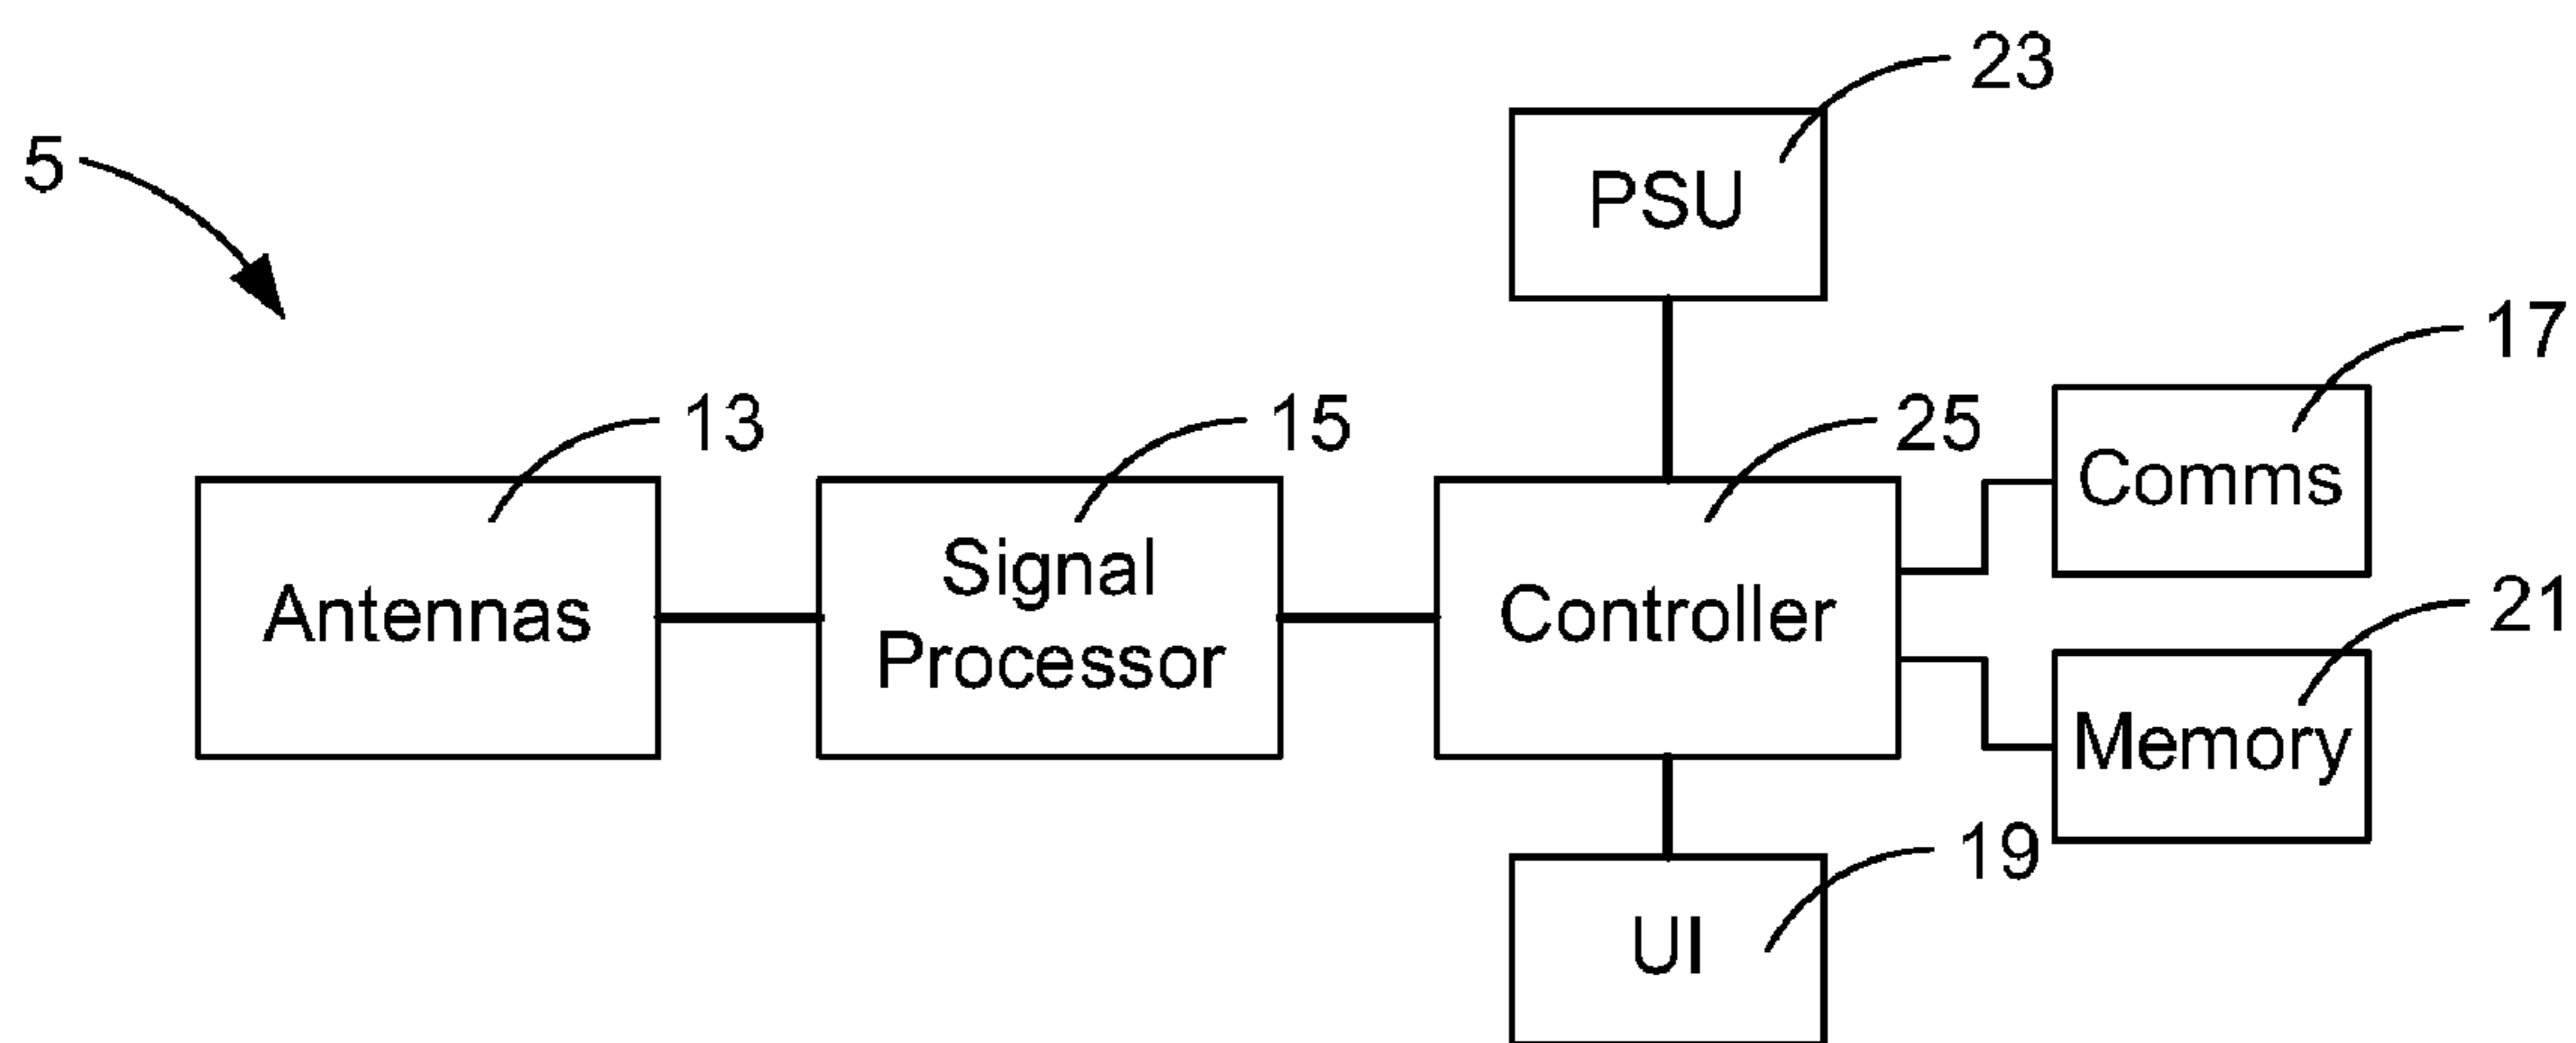 23
5
PSU
17
13
15
25
Comms
Signal
Processor
Antennas
Controller
21
Memory
19
UI